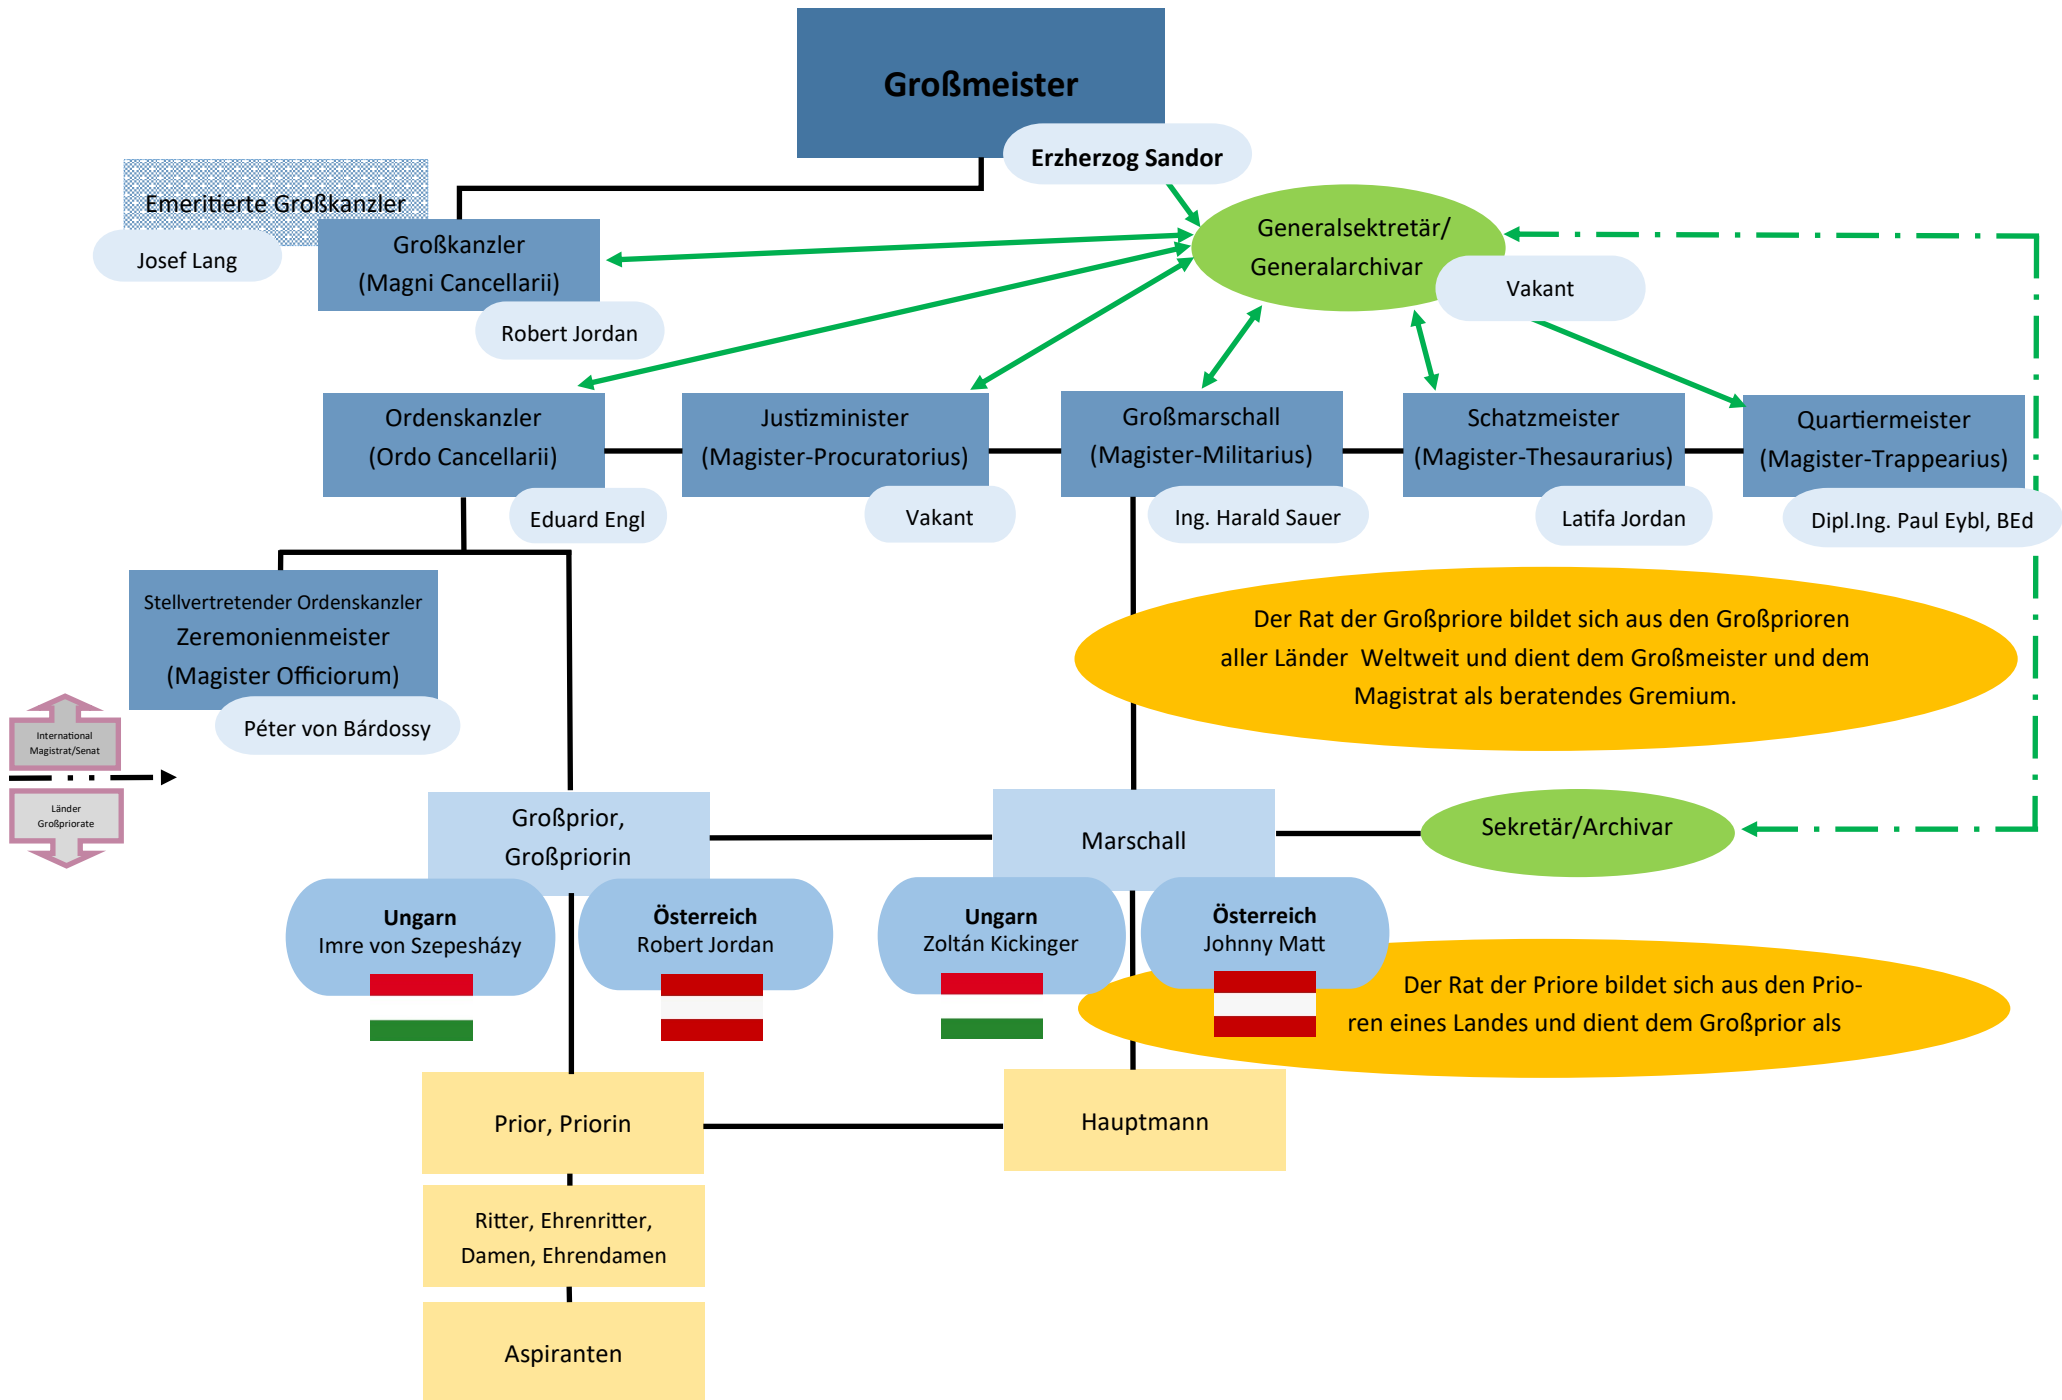 Großmeister
Erzherzog Sandor
Emeritierte Großkanzler
Josef Lang
Großkanzler
(Magni Cancellarii)
Robert Jordan
Generalsektretär/
Generalarchivar
Vakant
Ordenskanzler
(Ordo Cancellarii)
Eduard Engl
Justizminister
(Magister-Procuratorius)
Vakant
Großmarschall
(Magister-Militarius)
Ing. Harald Sauer
Schatzmeister
(Magister-Thesaurarius)
Latifa Jordan
Quartiermeister
(Magister-Trappearius)
Dipl.Ing. Paul Eybl, BEd
Stellvertretender Ordenskanzler
Zeremonienmeister
(Magister Officiorum)
Péter von Bárdossy
Der Rat der Großpriore bildet sich aus den Großprioren
aller Länder  Weltweit und dient dem Großmeister und dem
Magistrat als beratendes Gremium.
International
Magistrat/Senat
Länder
Großpriorate
Großprior,
Großpriorin
Marschall
Sekretär/Archivar
Ungarn
Imre von Szepesházy
Österreich
Robert Jordan
Ungarn
Zoltán Kickinger
Österreich
Johnny Matt
Der Rat der Priore bildet sich aus den Prio-
ren eines Landes und dient dem Großprior als
Prior, Priorin
Hauptmann
Ritter, Ehrenritter,
Damen, Ehrendamen
Aspiranten